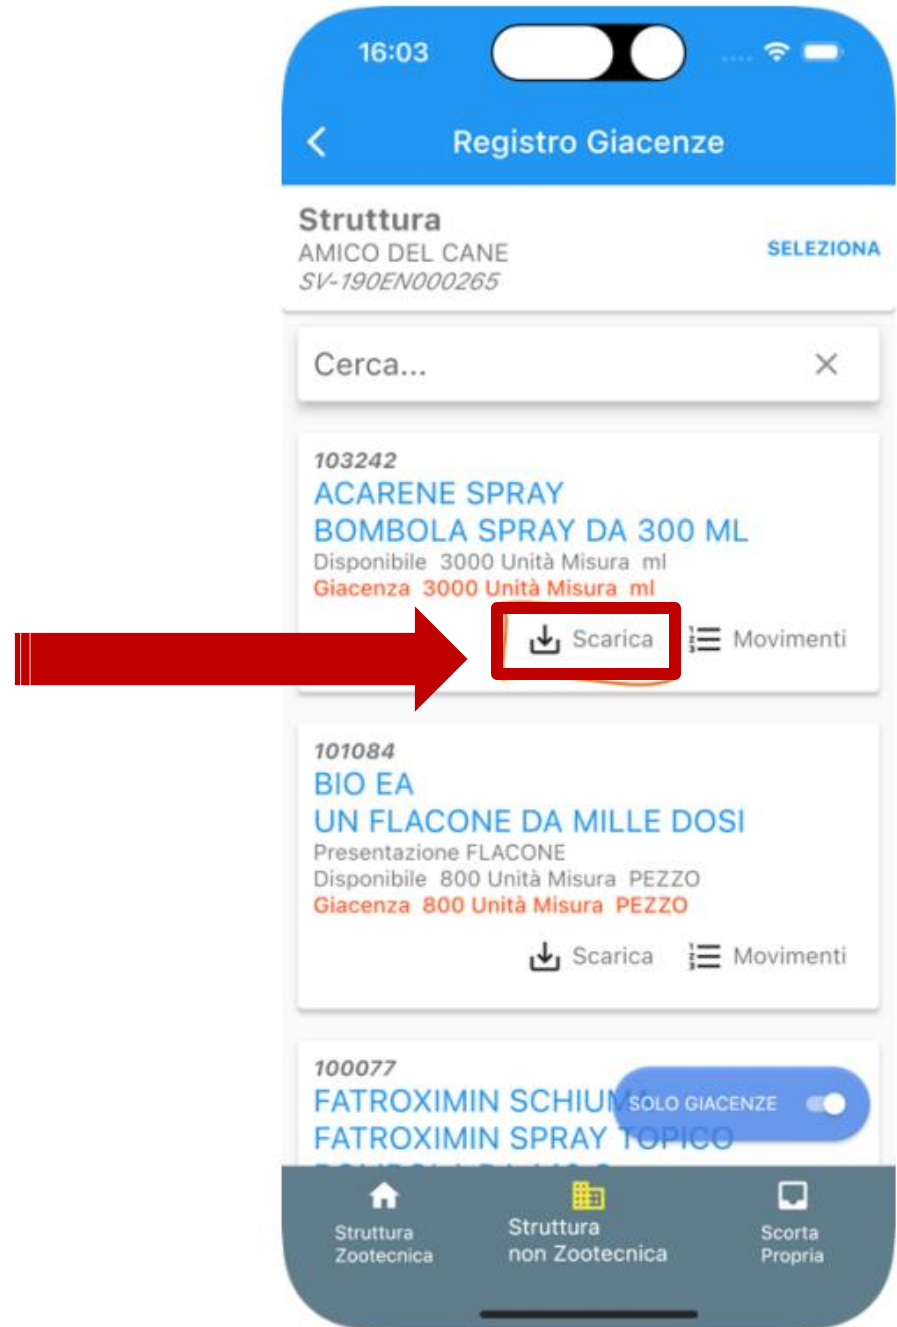 16:03
Registro Giacenze
Struttura
AMICO DEL CANE
SELEZIONA
SV-190EN000265
Cerca...
103242
ACARENE SPRAY
BOMBOLA SPRAY DA 300 ML
Disponibile 3000 Unità Misura ml
Giacenza 3000 Unità Misura ml
Scarica Movimenti
101084
BIO EA
UN FLACONE DA MILLE DOSI
Presentazione FLACONE
Disponibile 800 Unità Misura PEZZO
Giacenza 800 Unità Misura PEZZO
Scarica Movimenti
100077
FATROXIMIN SCHIUMA
SOLO GIACENZE
FATROXIMIN SPRAY TOPICO
Struttura Zootecnica
Struttura non Zootecnica
Scorta Propria